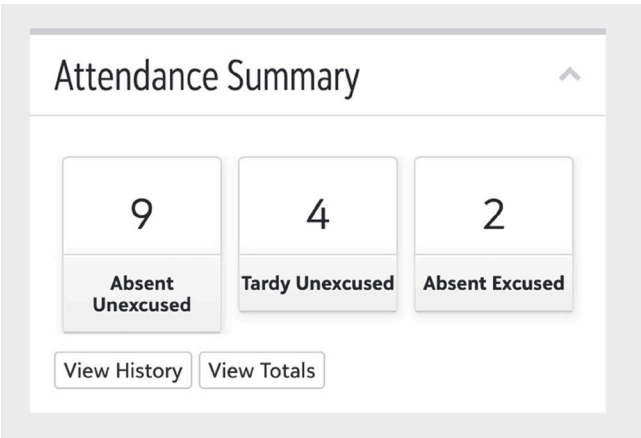 Attendance Summary
9
4
2
Absent
Unexcused
Tardy Unexcused
Absent Excused
View History
View Totals